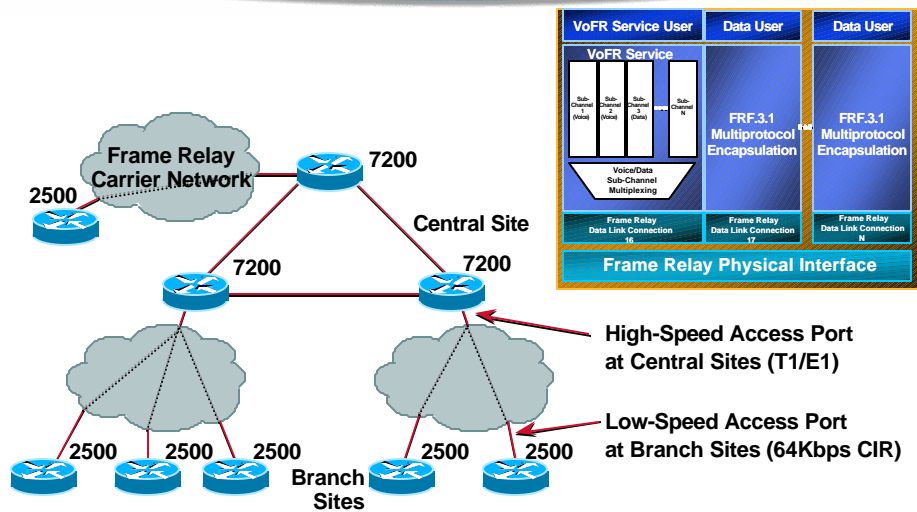 VoFR Service User
Data User
Data User
VoFR Service
Sub-
Channel
1
(Voice)
Sub-
Channel
2
(Voice)
Sub-
Channel
3
(Data)
Sub-
Channel
N
FRF.3.1
Multiprotocol
Encapsulation
FRF.3.1
Multiprotocol
Encapsulation
Voice/Data
Sub-Channel
Multiplexing
Frame Relay
Data Link Connection
16
Frame Relay
Data Link Connection
17
Frame Relay
Data Link Connection
N
Frame Relay Physical Interface
Frame Relay
Carrier Network
7200
2500
Central Site
7200
7200
High-Speed Access Port
at Central Sites (T1/E1)
Low-Speed Access Port
at Branch Sites (64Kbps CIR)
2500
2500
2500
2500
2500
Branch
Sites